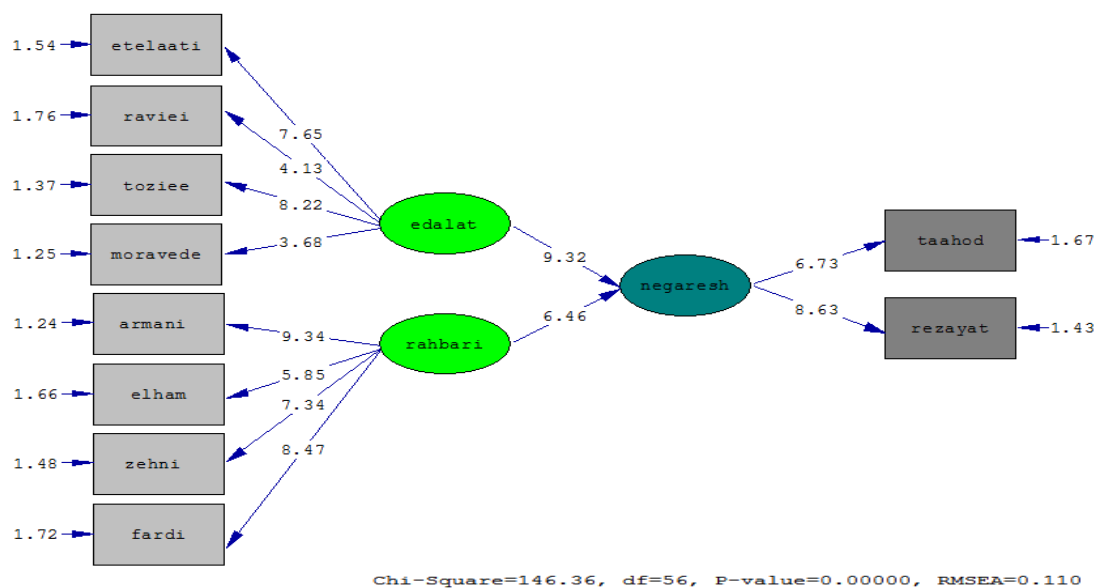 1.54 etelaati
1.76 raviei
1.37 toziee
1.25 moravede
1.24 armani
1.66 elham
1.48 zehni
1.72 fardi
7.65
4.13
8.22
3.68
9.34
5.85
7.34
8.47
edalat
rahbari
9.32
6.46
negaresh
6.73
8.63
taahod 1.67
rezayat 1.43
Chi-Square=146.36, df=56, P-value=0.00000, RMSEA=0.110